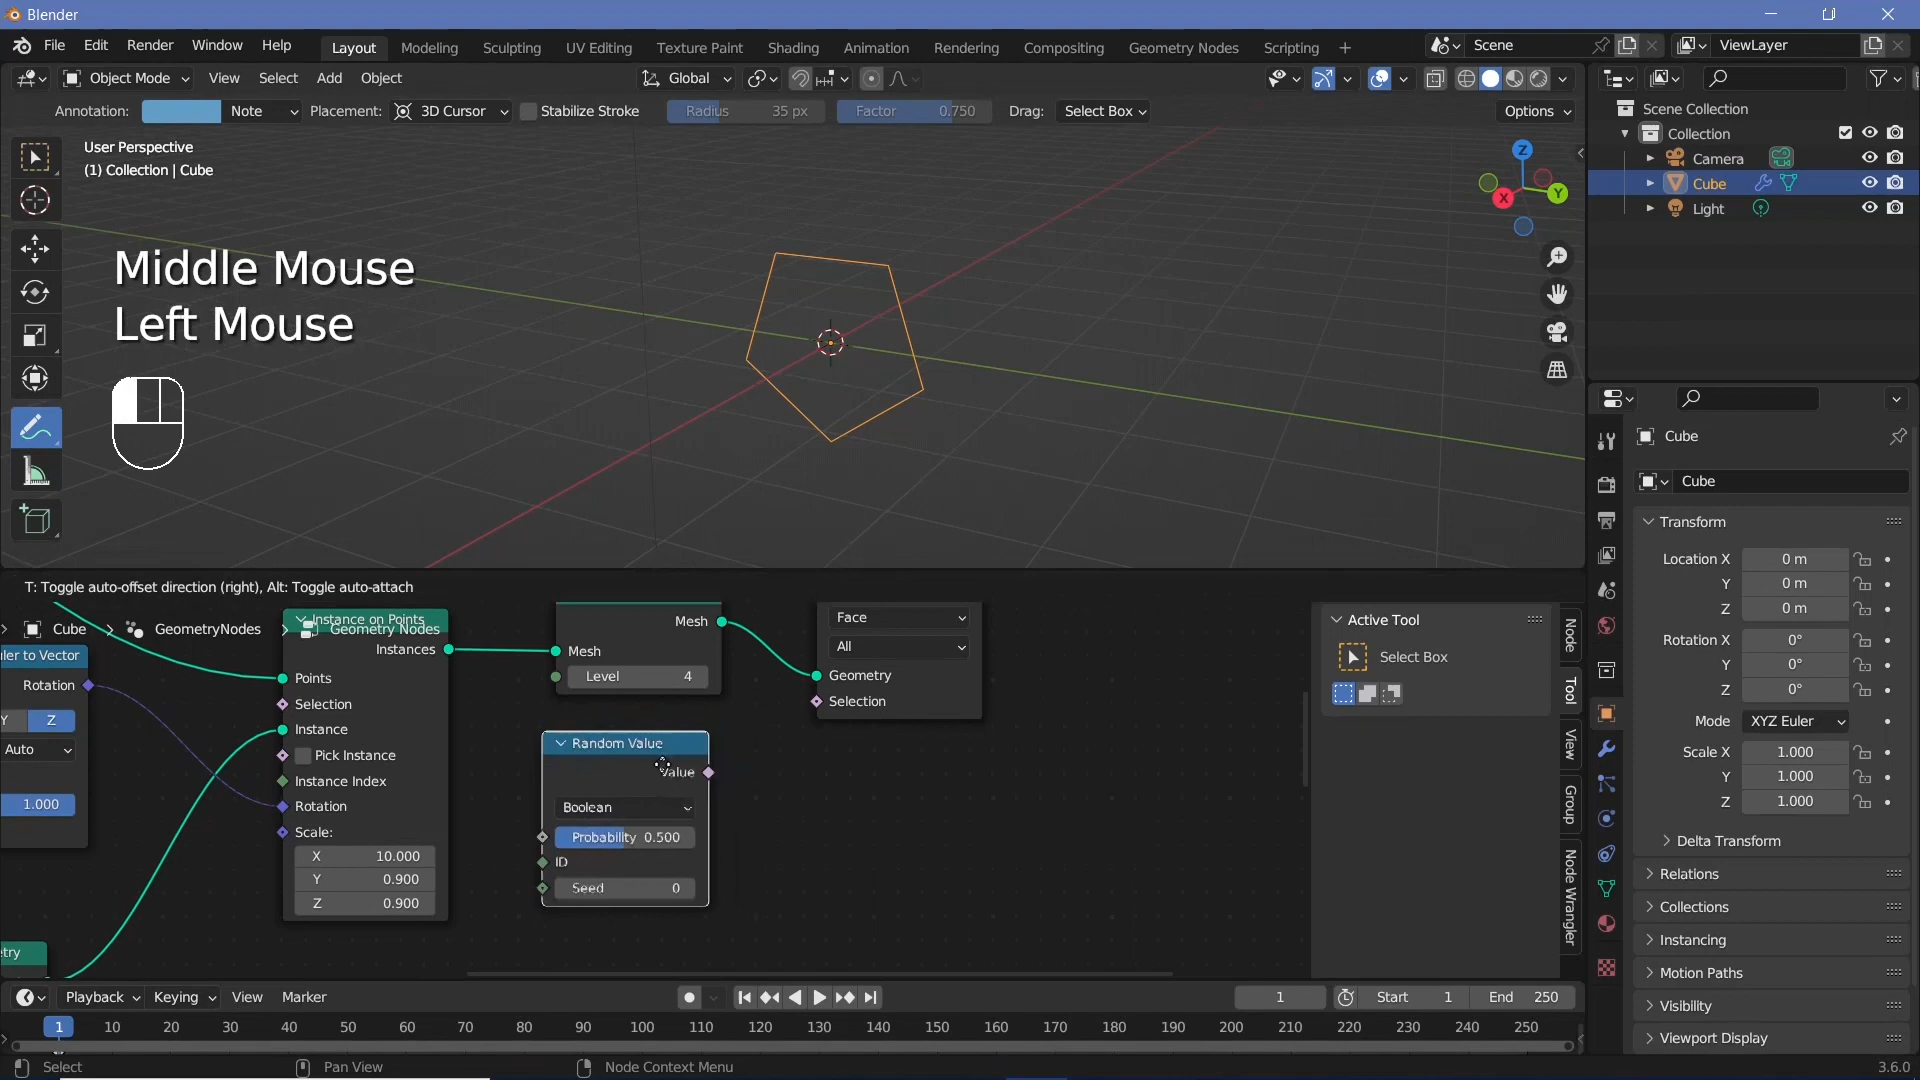 Blender
File Edit Render Window Help
Layout Modeling Sculpting UV Editing Texture Paint Shading Animation Rendering Compositing Geometry Nodes Scripting
Scene
ViewLayer
Object Mode View Select Add Object
Global
Annotation: Note Placement: 3D Cursor Stabilize Stroke Radius 35 px Factor 0.750 Drag: Select Box
Options
User Perspective
(1) Collection | Cube
Middle Mouse
Left Mouse
Z
Y
X
Scene Collection
Collection
Camera
Cube
Light
Cube
Cube
Transform
Location X 0 m
Y 0 m
Z 0 m
Rotation X 0°
Y 0°
Z 0°
Mode XYZ Euler
Scale X 1.000
Y 1.000
Z 1.000
Delta Transform
Relations
Collections
Instancing
Motion Paths
Visibility
Viewport Display
T: Toggle auto-offset direction (right), Alt: Toggle auto-attach
Cube GeometryNodes Geometry Nodes
uler to Vector
Rotation
Y Z
Auto
1.000
etry
Instance on Points
Instances
Points
Selection
Instance
Pick Instance
Instance Index
Rotation
Scale:
X 10.000
Y 0.900
Z 0.900
Mesh
Mesh
Level 4
Random Value
Value
Boolean
Probability 0.500
ID
Seed 0
Face
All
Geometry
Selection
Active Tool
Select Box
Node
Tool
View
Group
Node Wrangler
Playback Keying View Marker
1
Start 1
End 250
1 10 20 30 40 50 60 70 80 90 100 110 120 130 140 150 160 170 180 190 200 210 220 230 240 250
Select
Pan View
Node Context Menu
3.6.0